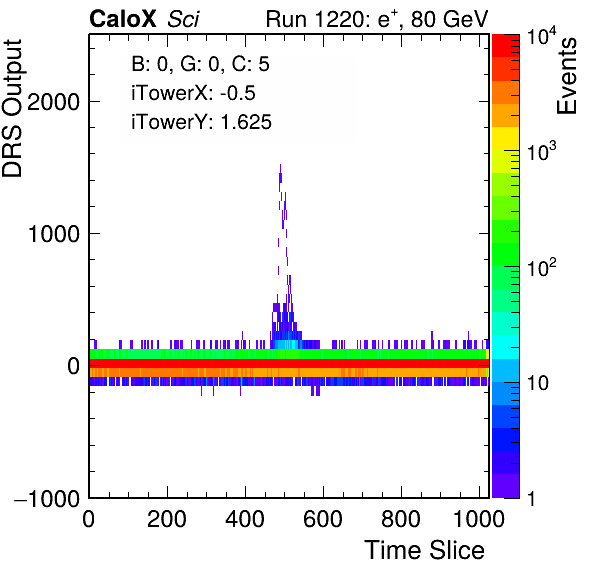 CaloX Sci
Run 1220: e+, 80 GeV
B: 0, G: 0, C: 5
iTowerX: -0.5
iTowerY: 1.625
DRS Output
2000
1000
0
−1000
0 200 400 600 800 1000
Time Slice
Events
10^4
10^3
10^2
10
1